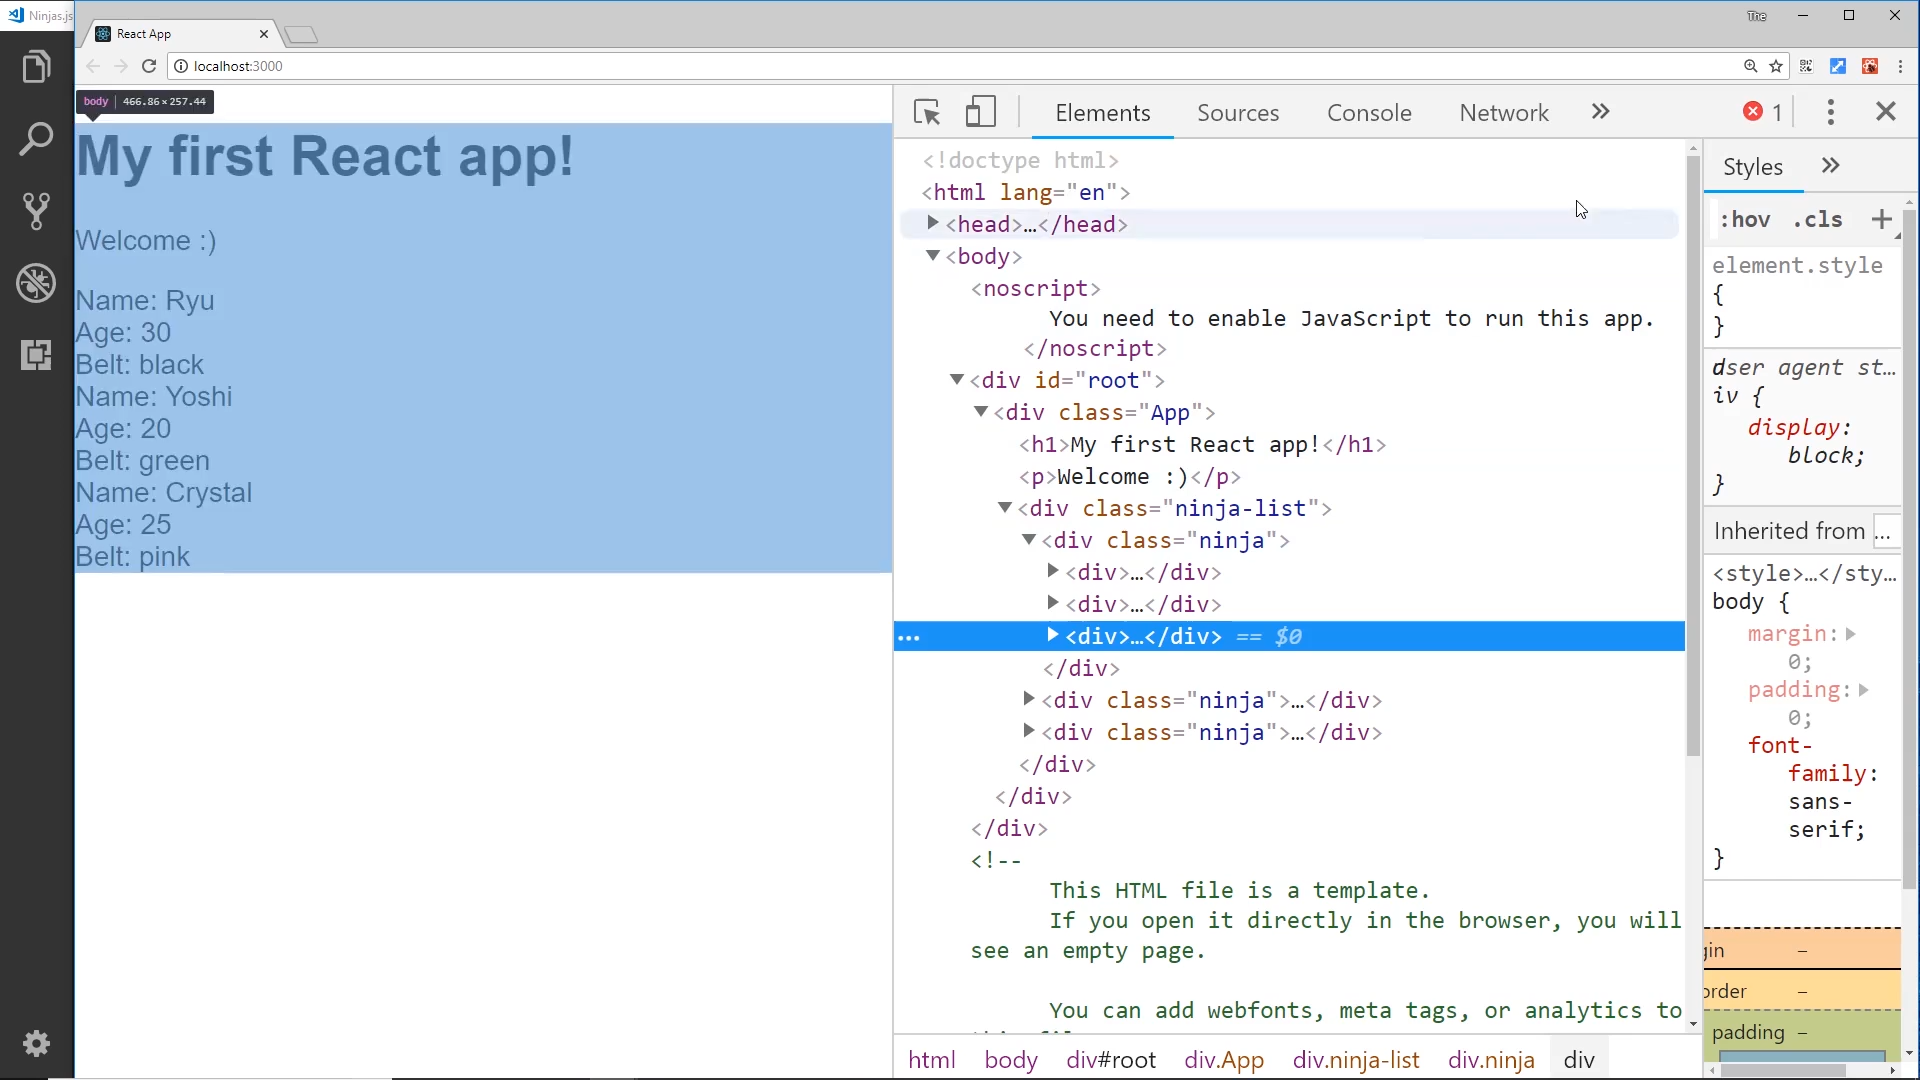 Ninjas.js
React App
The
localhost:3000
body | 466.86 × 257.44
My first React app!
Welcome :)
Name: Ryu
Age: 30
Belt: black
Name: Yoshi
Age: 20
Belt: green
Name: Crystal
Age: 25
Belt: pink
Elements Sources Console Network » 1
<!doctype html>
<html lang="en">
<head>…</head>
<body>
<noscript>
You need to enable JavaScript to run this app.
</noscript>
<div id="root">
<div class="App">
<h1>My first React app!</h1>
<p>Welcome :)</p>
<div class="ninja-list">
<div class="ninja">
<div>…</div>
<div>…</div>
<div>…</div> == $0
</div>
<div class="ninja">…</div>
<div class="ninja">…</div>
</div>
</div>
</div>
<!--
This HTML file is a template.
If you open it directly in the browser, you will
see an empty page.
You can add webfonts, meta tags, or analytics to
html body div#root div.App div.ninja-list div.ninja div
Styles »
:hov .cls +
element.style
{
}
dser agent st…
iv {
display:
block;
}
Inherited from …
<style>…</sty…
body {
margin:
0;
padding:
0;
font-
family:
sans-
serif;
}
gin –
order –
padding –